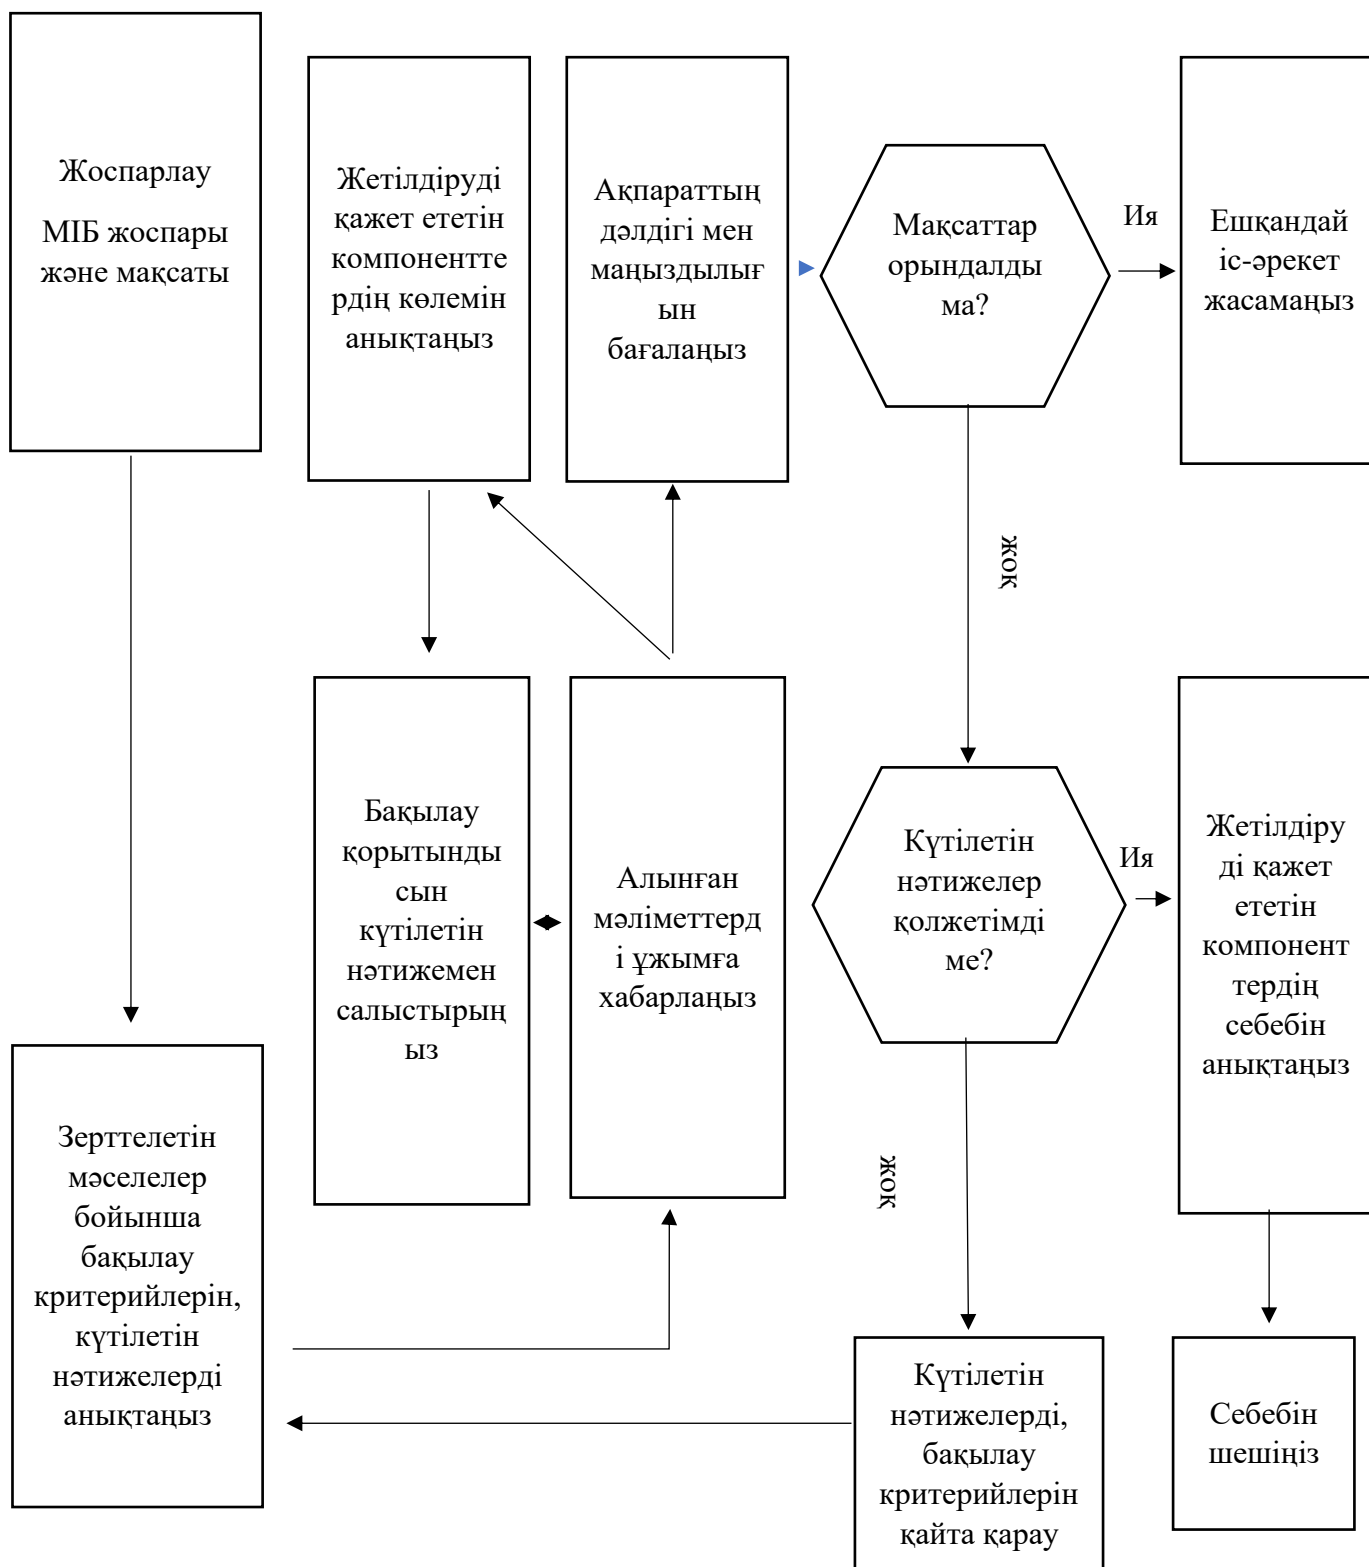 Жоспарлау
МІБ жоспары
және мақсаты
Жетілдіруді
қажет ететін
компонентте
рдің көлемін
анықтаңыз
Ақпараттың
дәлдігі мен
маңыздылығ
ын
бағалаңыз
Мақсаттар
орындалды
ма?
Ия
Ешқандай
іс-әрекет
жасамаңыз
жоқ
Бақылау
қорытынды
сын
күтілетін
нәтижемен
салыстырың
ыз
Алынған
мәліметтерд
і ұжымға
хабарлаңыз
Күтілетін
нәтижелер
қолжетімді
ме?
Ия
Жетілдіру
ді қажет
ететін
компонент
тердің
себебін
анықтаңыз
жоқ
Зерттелетін
мәселелер
бойынша
бақылау
критерийлерін,
күтілетін
нәтижелерді
анықтаңыз
Күтілетін
нәтижелерді,
бақылау
критерийлерін
қайта қарау
Себебін
шешіңіз